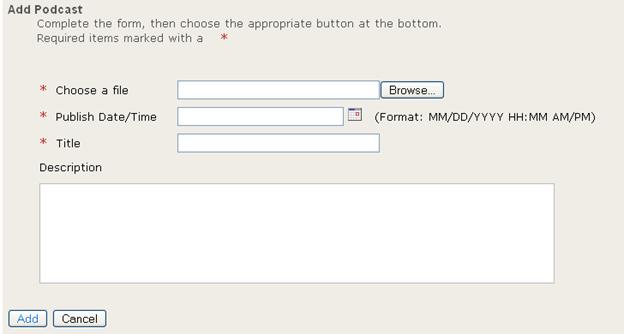 Add Podcast
Complete the form, then choose the appropriate button at the bottom.
Required items marked with a *
* Choose a file Browse...
* Publish Date/Time (Format: MM/DD/YYYY HH:MM AM/PM)
* Title
Description
Add Cancel